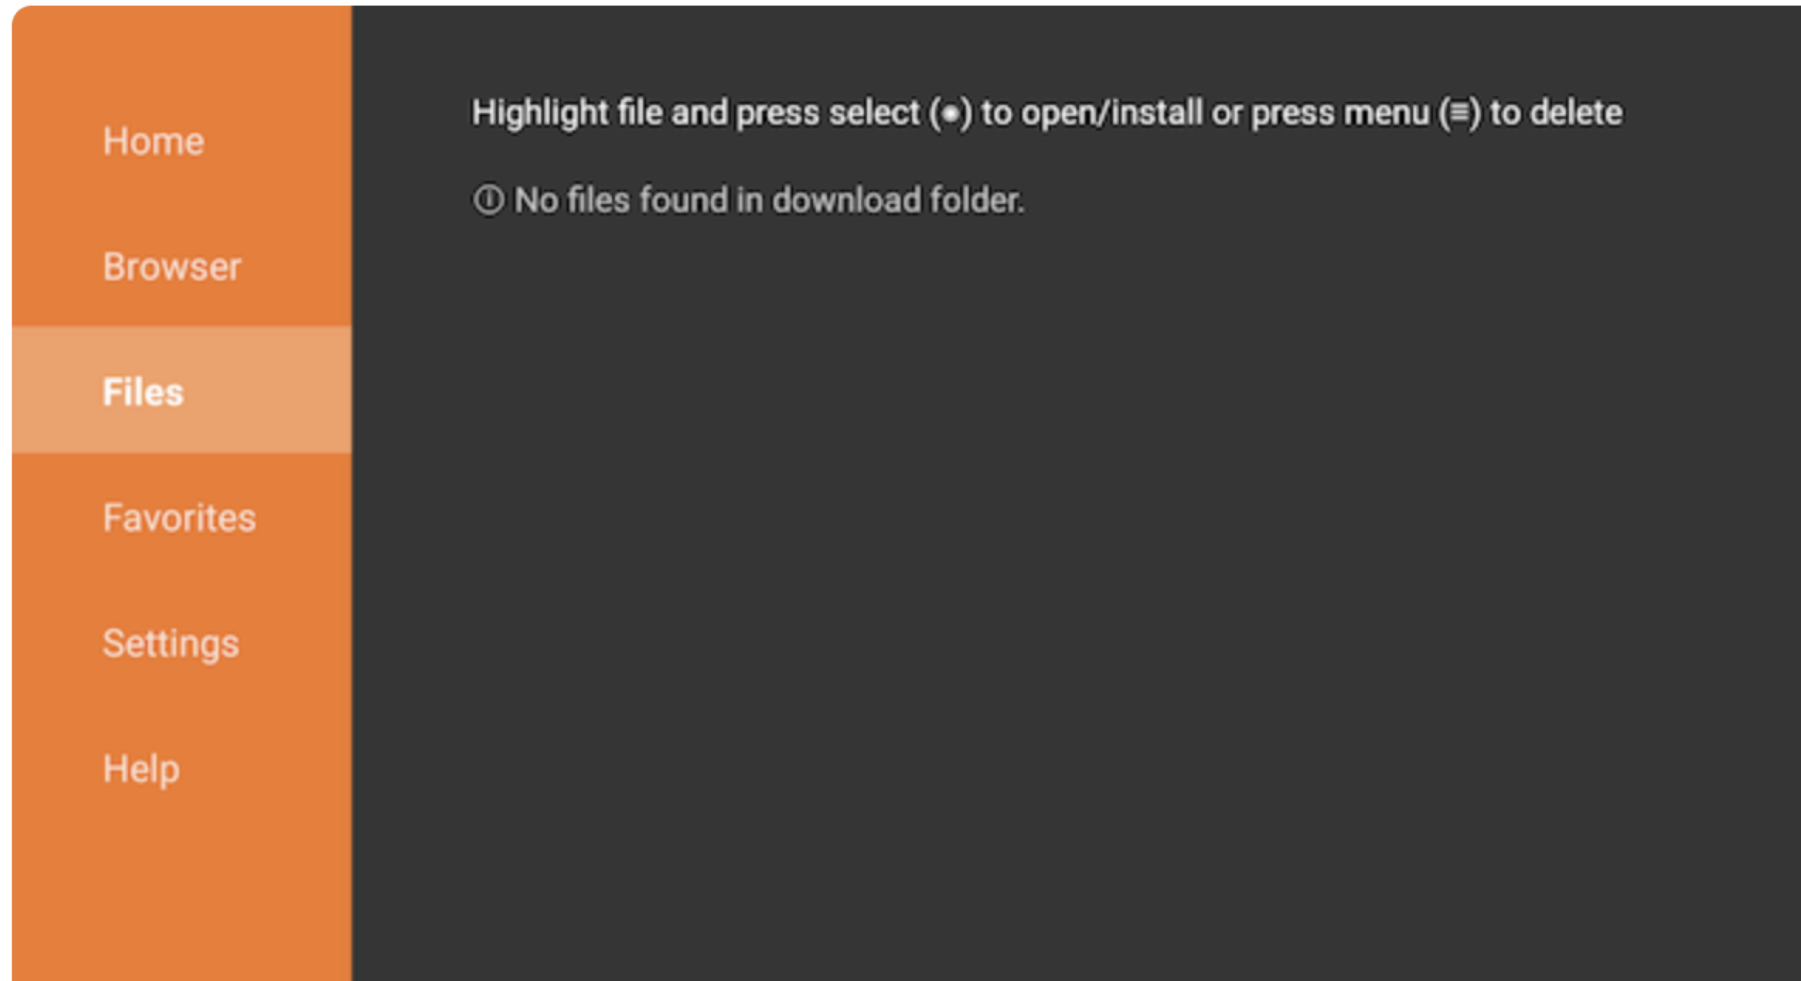 Home
Browser
Files
Favorites
Settings
Help
Highlight file and press select (●) to open/install or press menu (≡) to delete
ⓘ No files found in download folder.